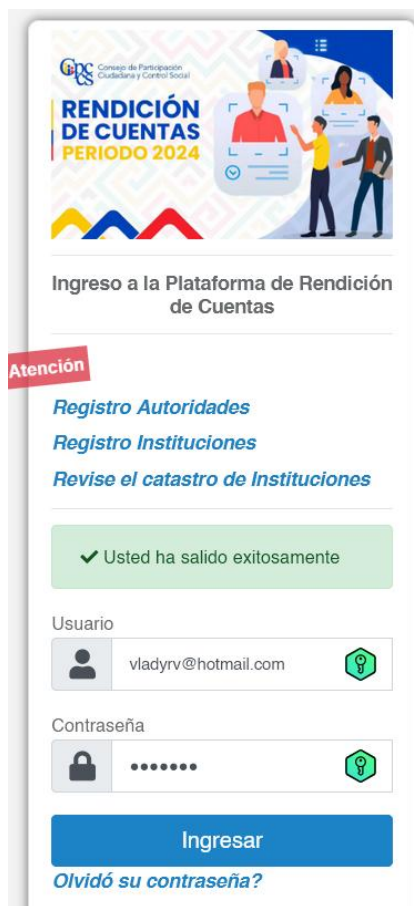 Consejo de Participación
Ciudadana y Control Social
CPCCS
RENDICIÓN
DE CUENTAS
PERIODO 2024
Ingreso a la Plataforma de Rendición
de Cuentas
Atención
Registro Autoridades
Registro Instituciones
Revise el catastro de Instituciones
Usted ha salido exitosamente
Usuario
vladyrv@hotmail.com
Contraseña
•••••••
Ingresar
Olvidó su contraseña?